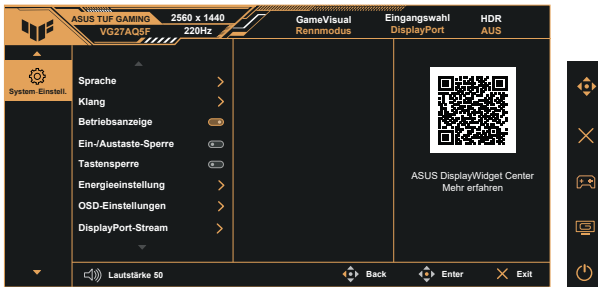 ASUS TUF GAMING 2560 x 1440
VG27AQ5F 220Hz
GameVisual Eingangswahl HDR
Rennmodus DisplayPort AUS
System-Einstell.
Sprache
Klang
Betriebsanzeige
Ein-/Austaste-Sperre
Tastensperre
Energieeinstellung
OSD-Einstellungen
DisplayPort-Stream
ASUS DisplayWidget Center
Mehr erfahren
Lautstärke 50
Back Enter Exit